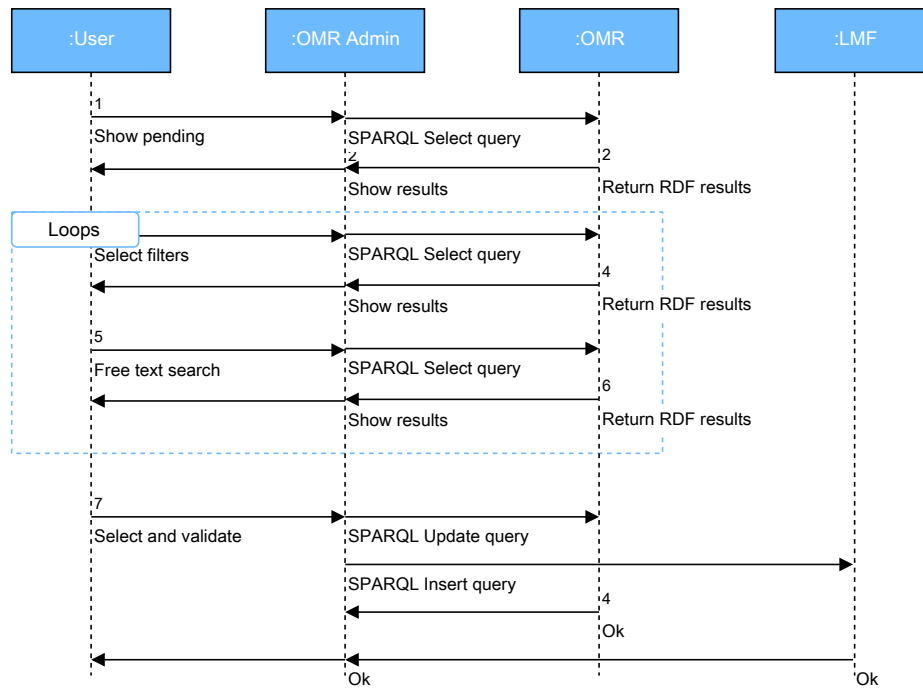 :User
:OMR Admin
:OMR
:LMF
1
Show pending
SPARQL Select query
2
2
Show results
Return RDF results
Loops
Select filters
SPARQL Select query
4
Show results
Return RDF results
5
Free text search
SPARQL Select query
6
Show results
Return RDF results
7
Select and validate
SPARQL Update query
SPARQL Insert query
4
Ok
Ok
Ok